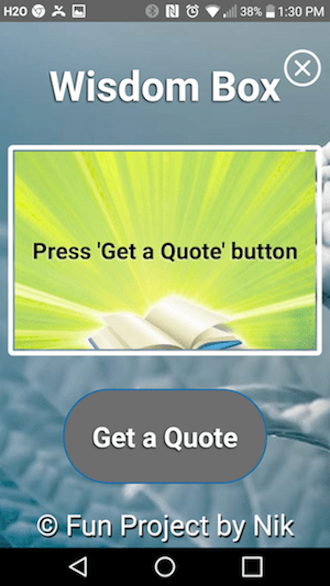 H2O 38% 1:30 PM
Wisdom Box
Press 'Get a Quote' button
Get a Quote
© Fun Project by Nik